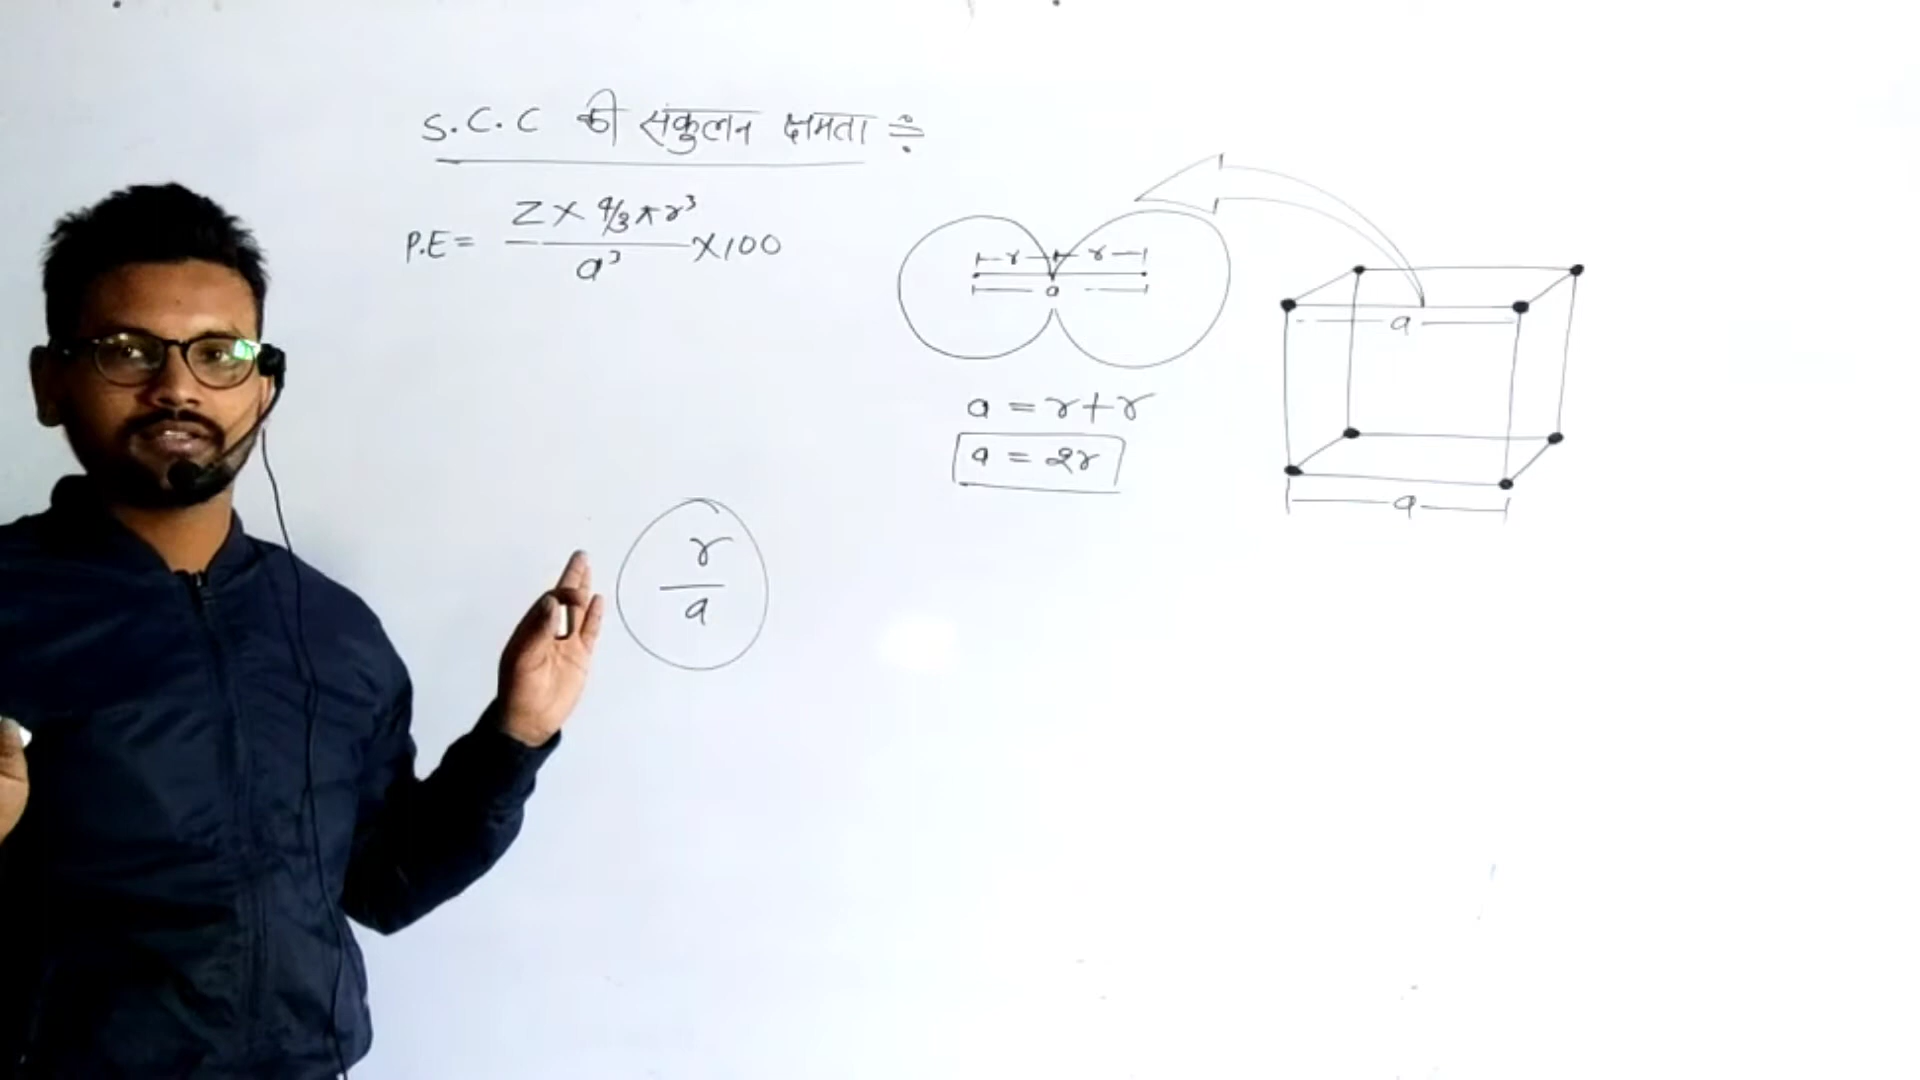 S.C.C की संकुलन क्षमता ÷
P.E = Z × 4/3 π r³ / a³ × 100
r r
a
a = r + r
a = 2r
a
a
r / a